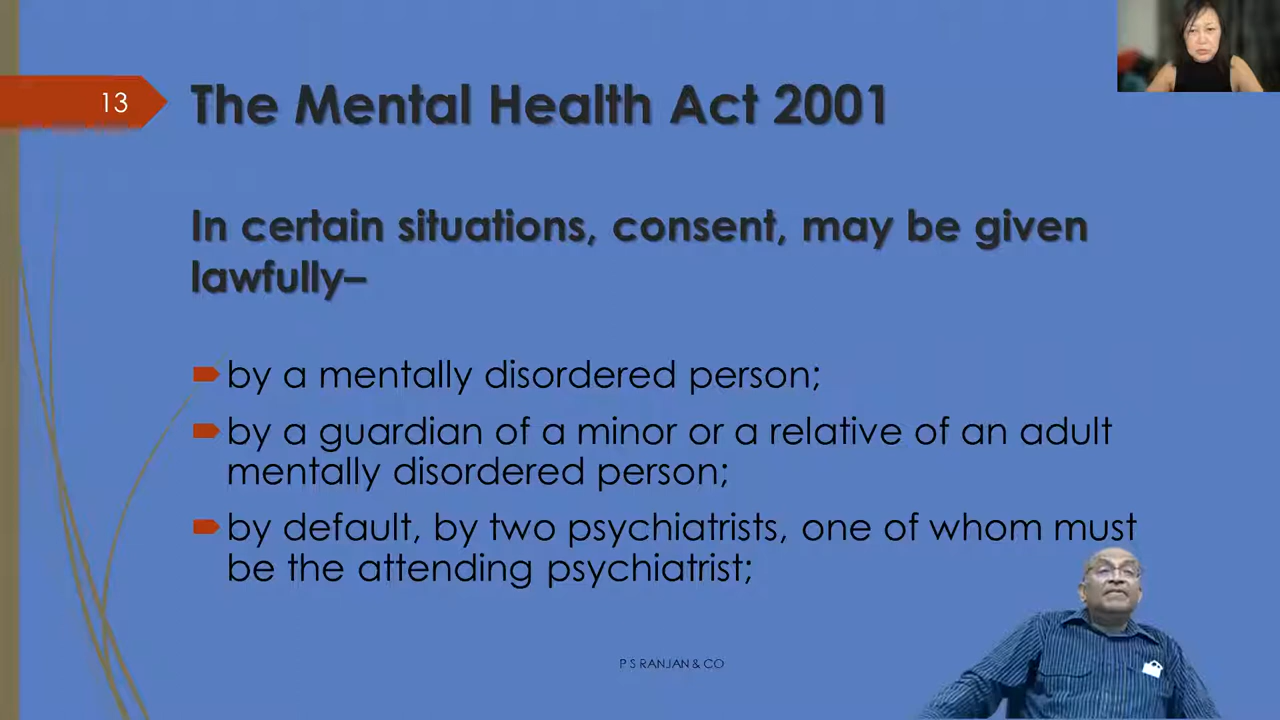 13
The Mental Health Act 2001
In certain situations, consent, may be given
lawfully–
by a mentally disordered person;
by a guardian of a minor or a relative of an adult
mentally disordered person;
by default, by two psychiatrists, one of whom must
be the attending psychiatrist;
P S RANJAN & CO